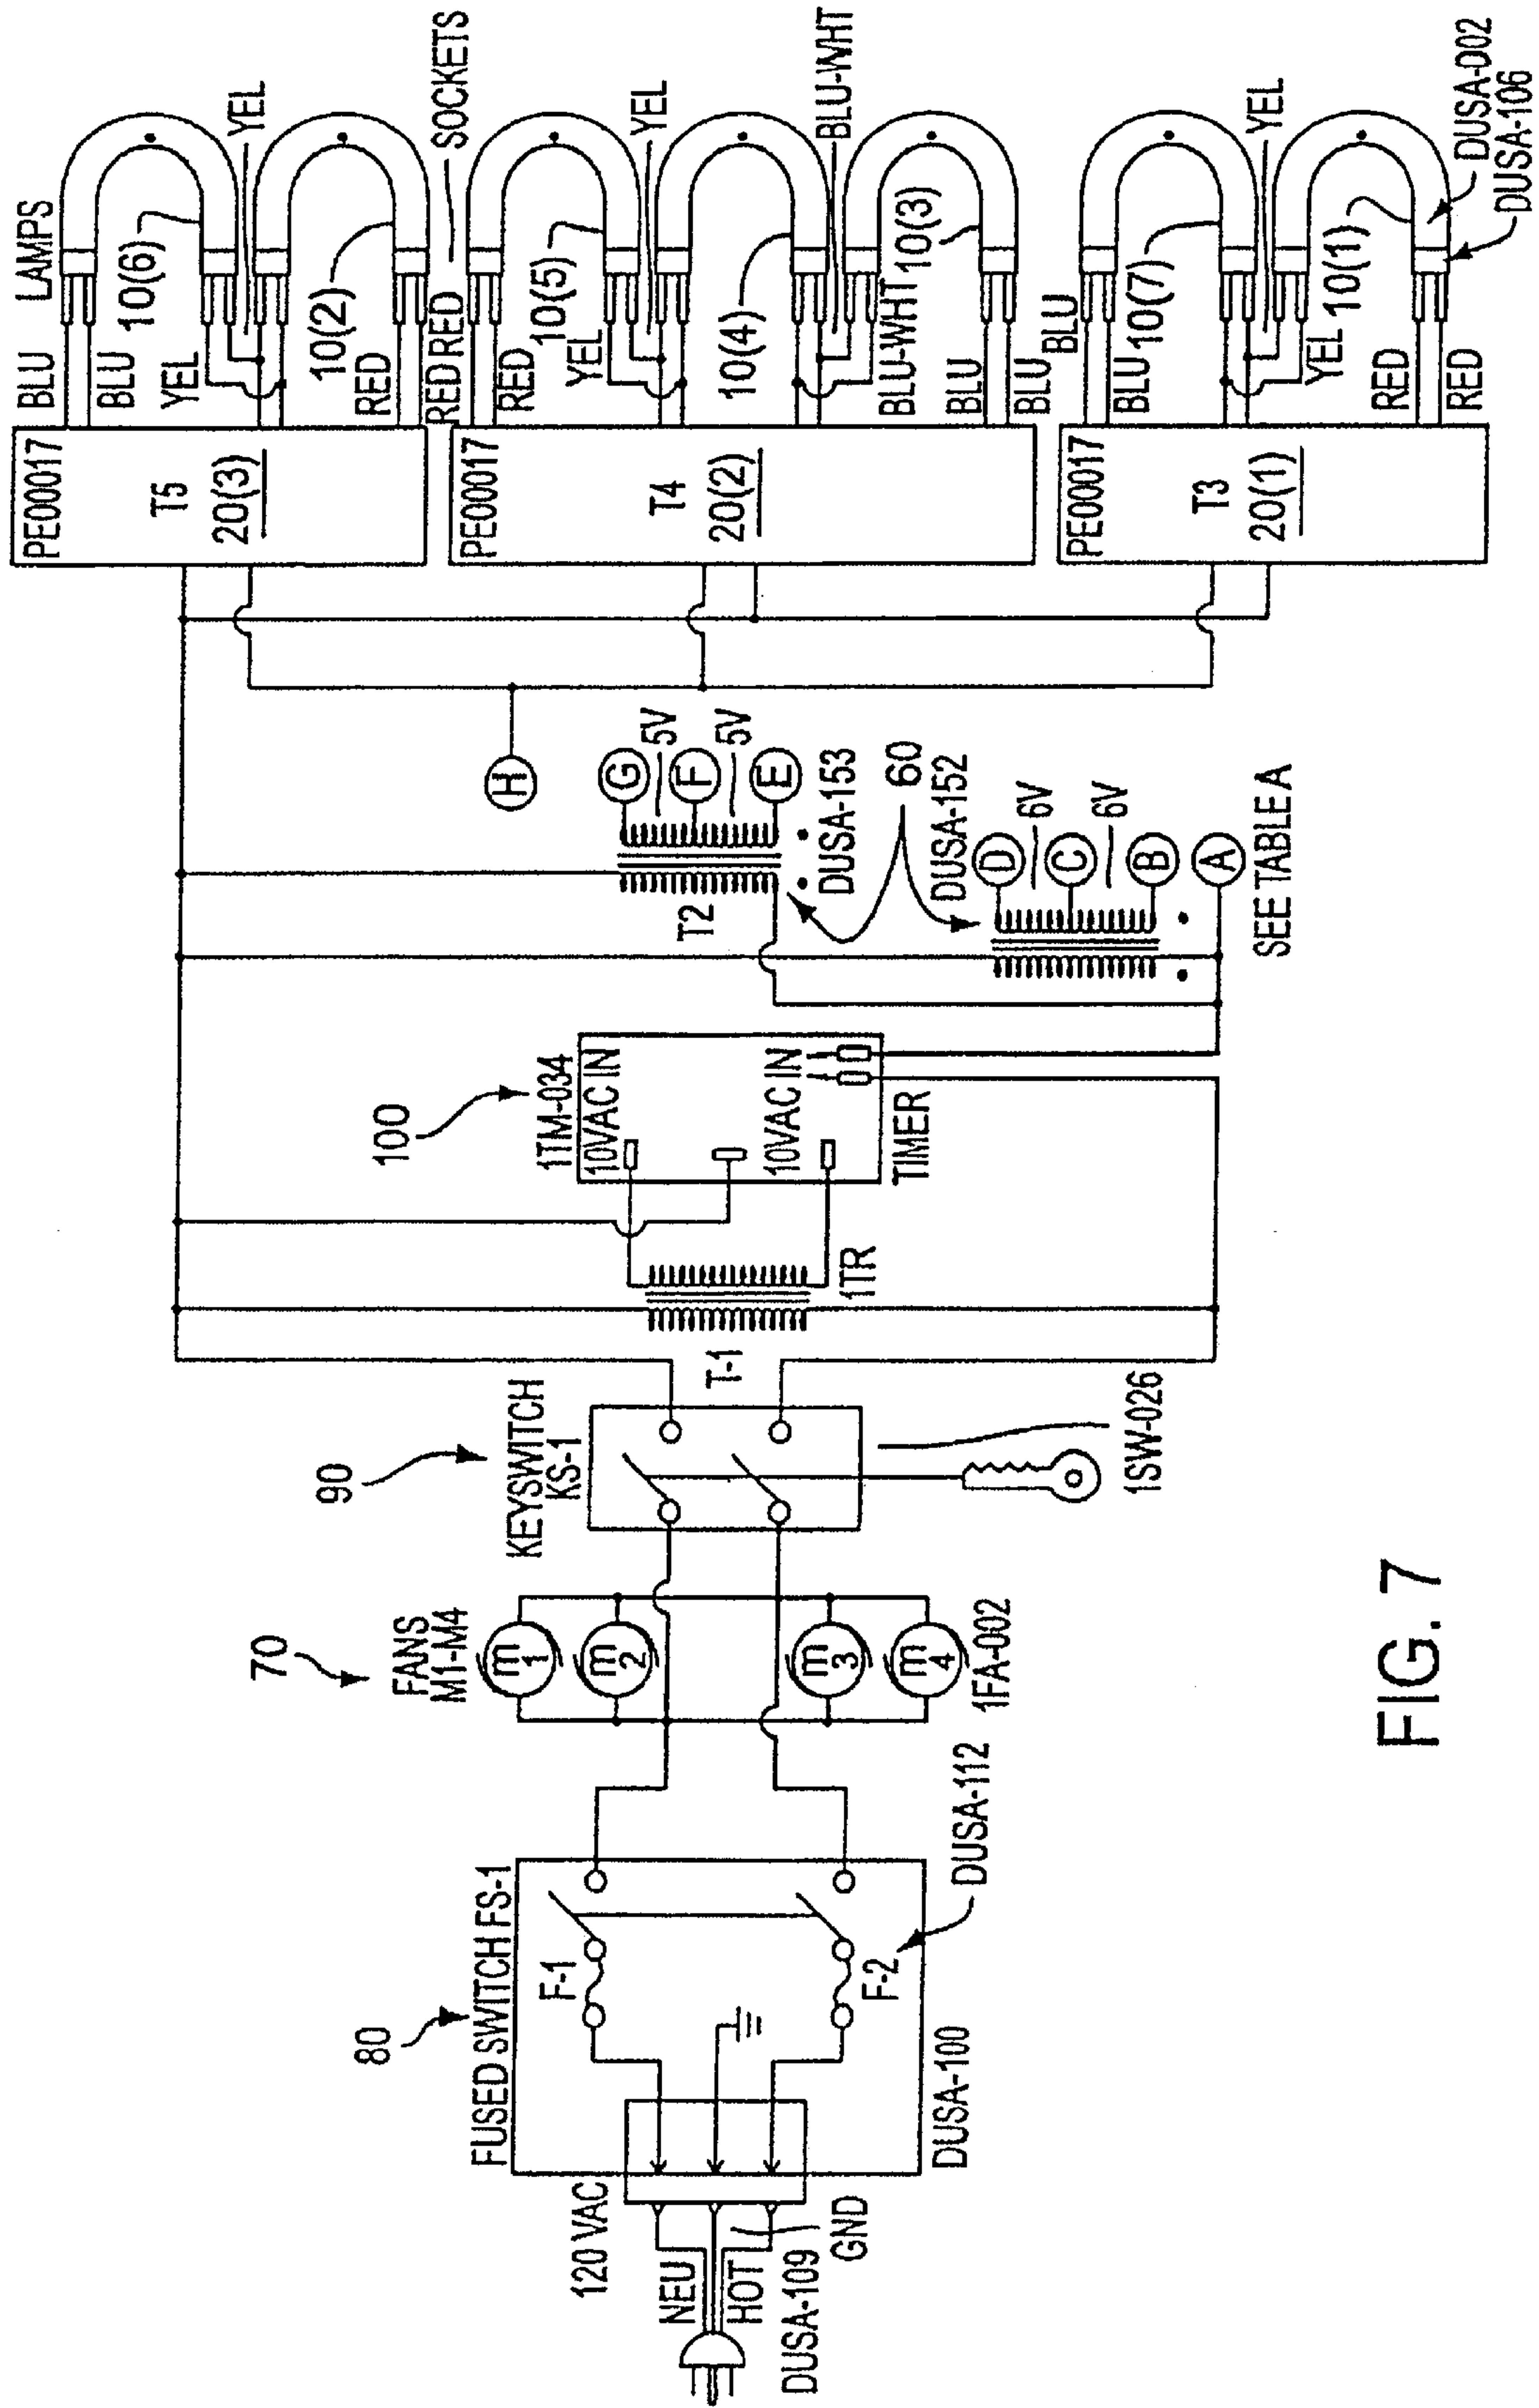 120 VAC
NEU
HOT
GND
DUSA-109
80
FUSED SWITCH FS-1
F-1
F-2
DUSA-112
DUSA-100
70
FANS
M1-M4
m
1
m
2
m
3
m
4
1FA-002
90
KEYSWITCH
KS-1
1SW-026
T-1
1TR
100
1TM-034
10VAC IN
10VAC IN
TIMER
T2
G
F
E
5V
5V
DUSA-153
60
DUSA-152
D
C
B
A
6V
6V
SEE TABLE A
H
PE00017
T5
20(3)
PE00017
T4
20(2)
PE00017
T3
20(1)
LAMPS
BLU
BLU
10(6)
YEL
YEL
10(2)
RED
RED
SOCKETS
RED
RED
10(5)
YEL
YEL
10(4)
BLU-WHT
BLU-WHT
10(3)
BLU
BLU
BLU
BLU
10(7)
YEL
YEL
10(1)
RED
RED
DUSA-002
DUSA-106
FIG. 7